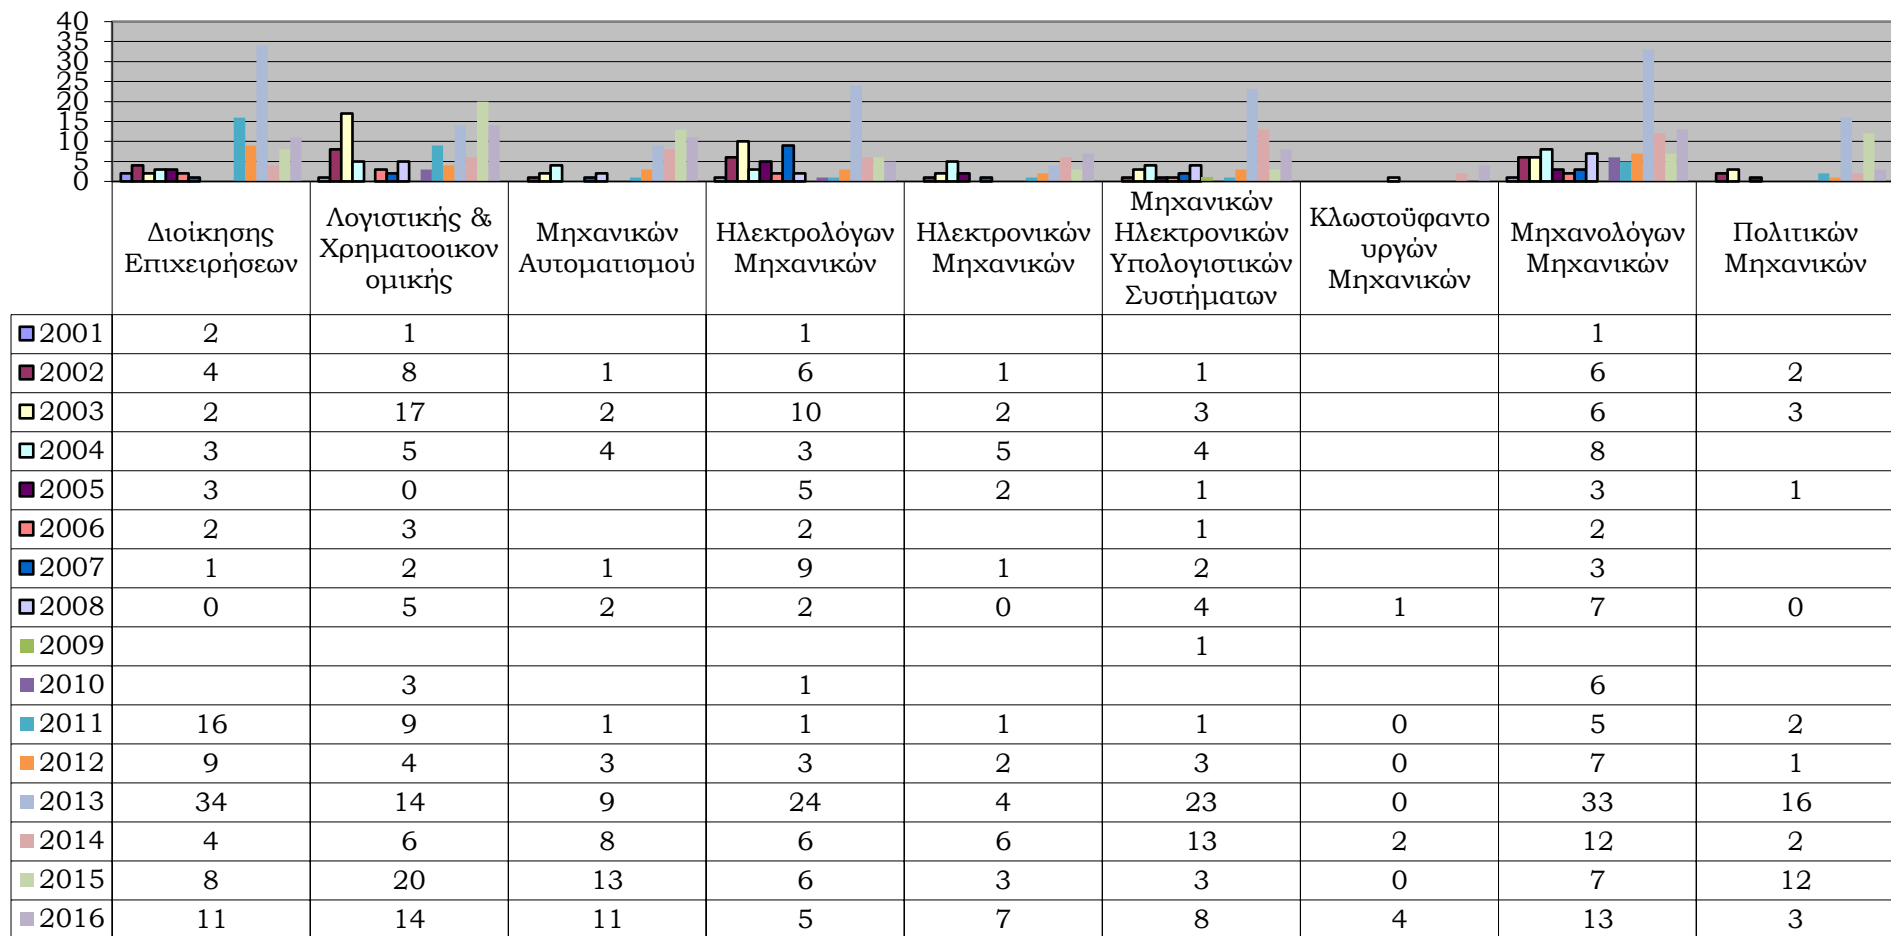 40
35
30
25
20
15
10
5
0
Διοίκησης
Επιχειρήσεων
Λογιστικής &
Χρηματοοικον
ομικής
Μηχανικών
Αυτοματισμού
Ηλεκτρολόγων
Μηχανικών
Ηλεκτρονικών
Μηχανικών
Μηχανικών
Ηλεκτρονικών
Υπολογιστικών
Συστήματων
Κλωστοϋφαντο
υργών
Μηχανικών
Μηχανολόγων
Μηχανικών
Πολιτικών
Μηχανικών
2001 2 1 1 1
2002 4 8 1 6 1 1 6 2
2003 2 17 2 10 2 3 6 3
2004 3 5 4 3 5 4 8
2005 3 0 5 2 1 3 1
2006 2 3 2 1 2
2007 1 2 1 9 1 2 3
2008 0 5 2 2 0 4 1 7 0
2009 1
2010 3 1 6
2011 16 9 1 1 1 1 0 5 2
2012 9 4 3 3 2 3 0 7 1
2013 34 14 9 24 4 23 0 33 16
2014 4 6 8 6 6 13 2 12 2
2015 8 20 13 6 3 3 0 7 12
2016 11 14 11 5 7 8 4 13 3